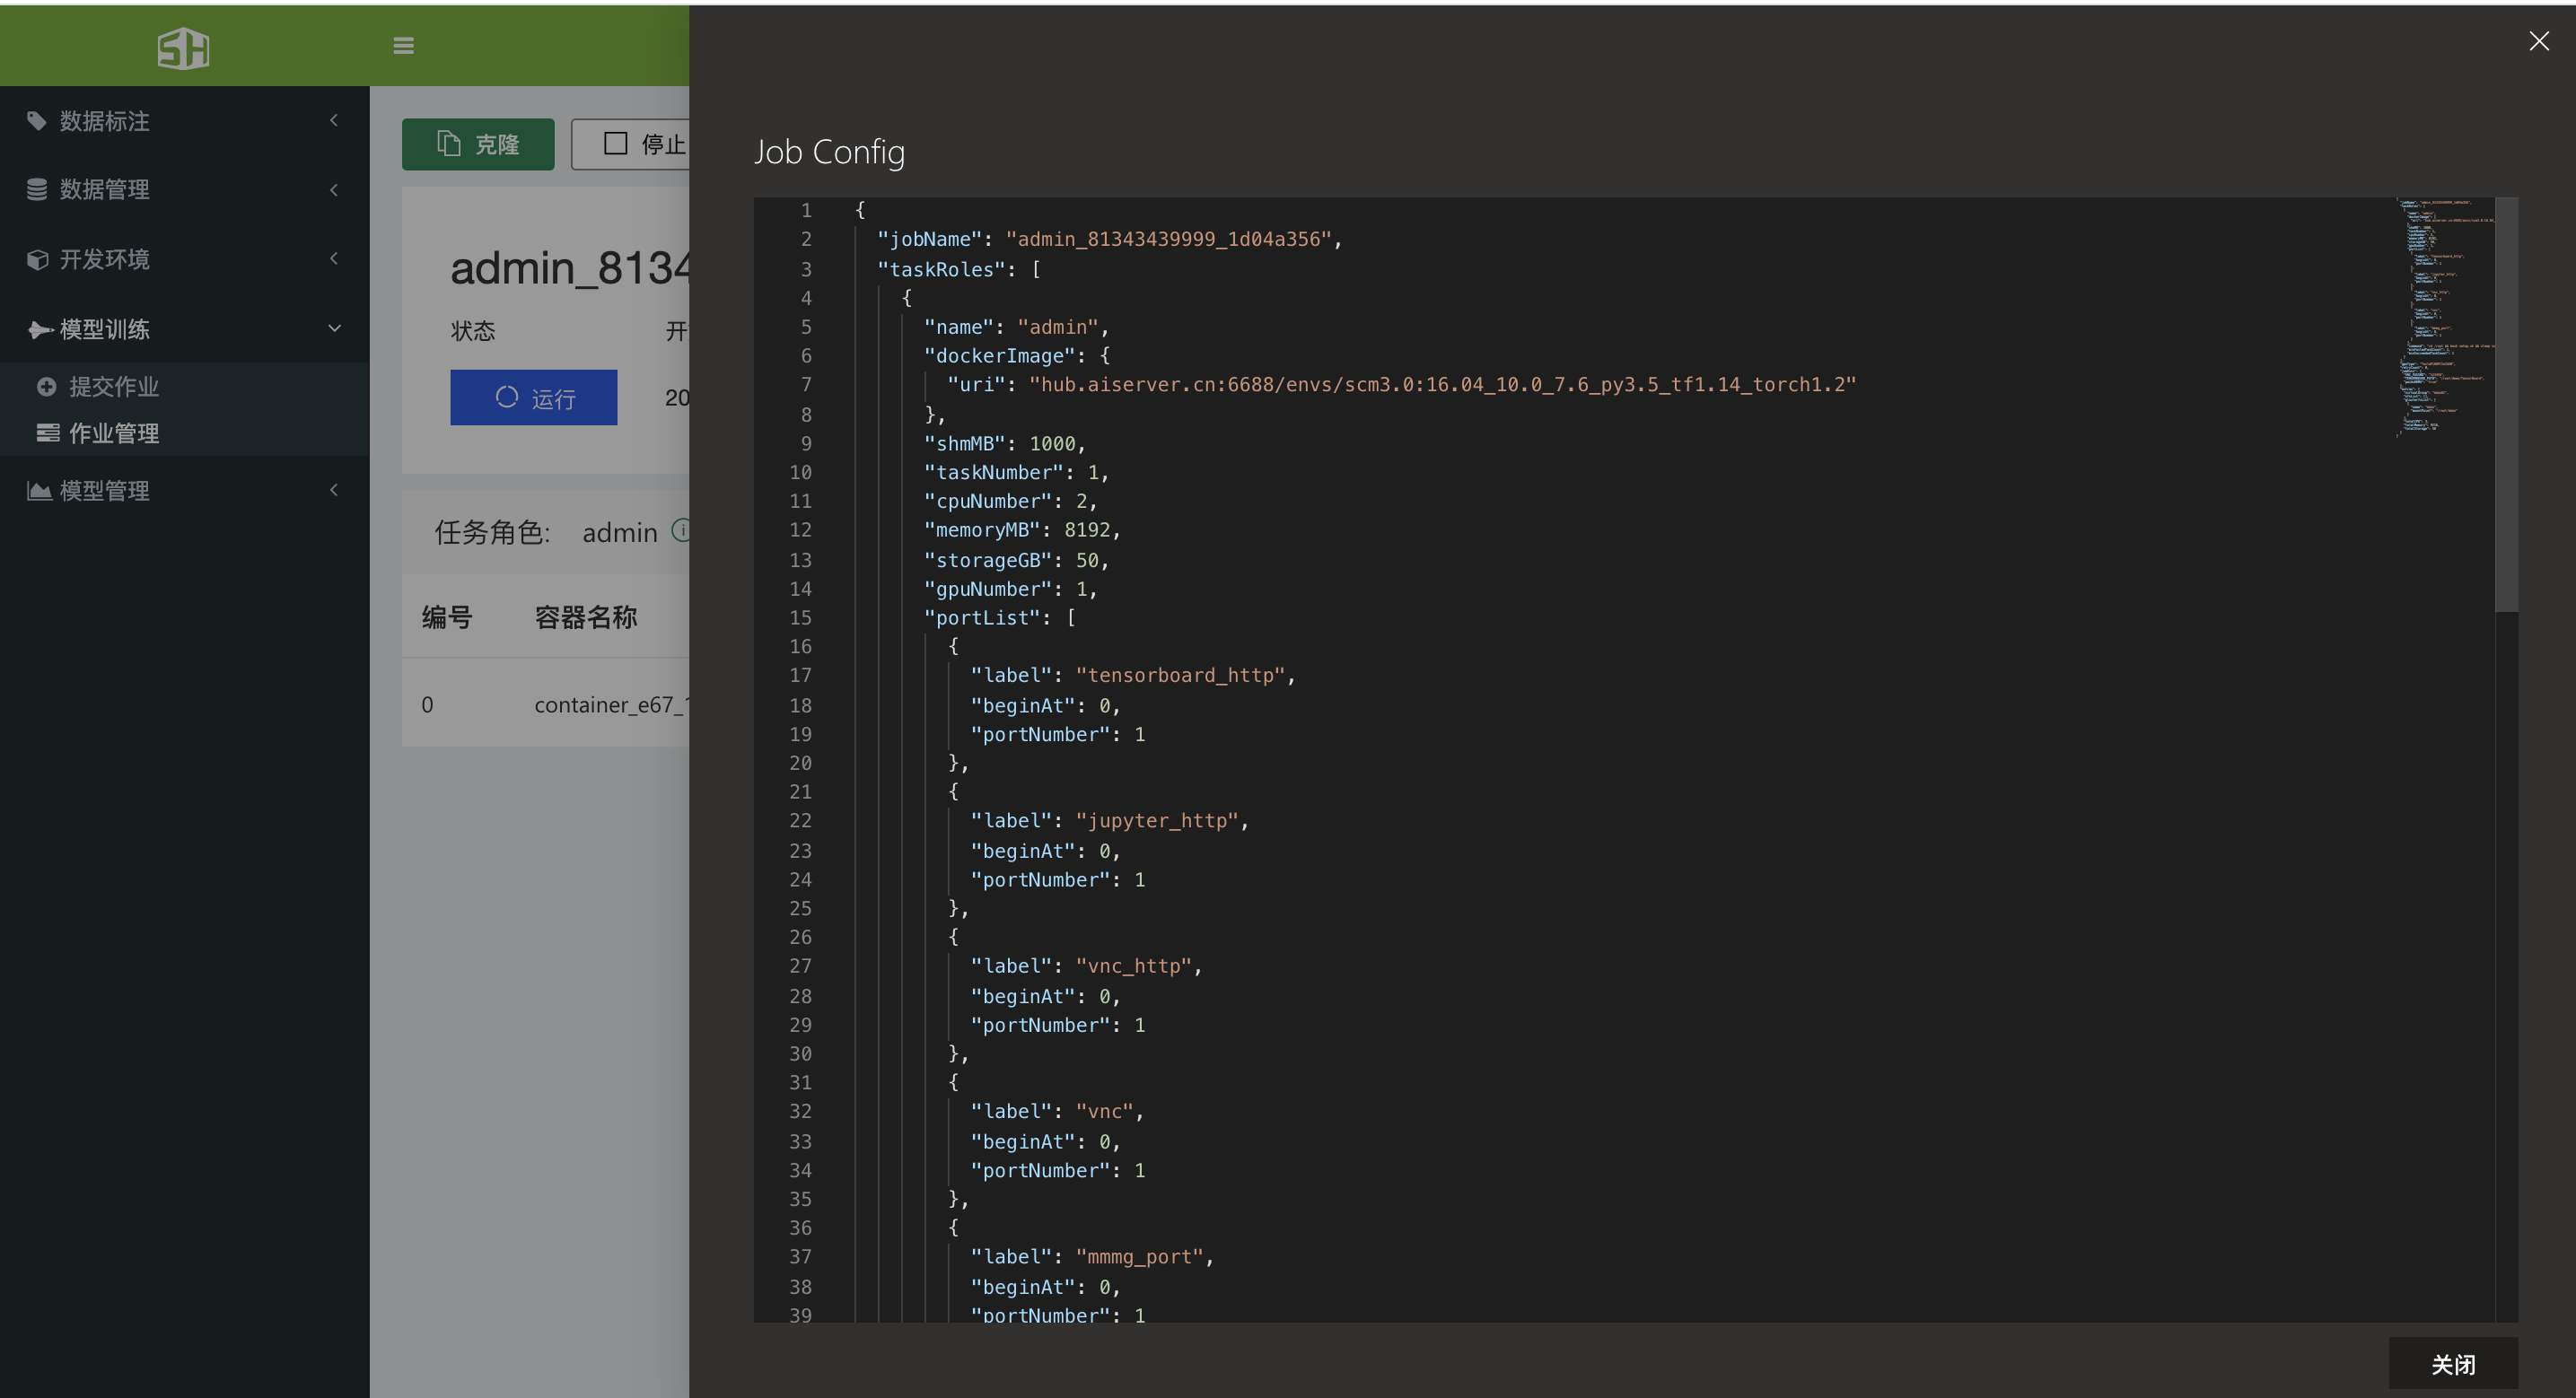 SH
数据标注
数据管理
开发环境
模型训练
提交作业
作业管理
模型管理
克隆
停止
admin_8134
状态
开
运行
20
任务角色: admin
编号 容器名称
0 container_e67_1
Job Config
1 {
2 "jobName": "admin_81343439999_1d04a356",
3 "taskRoles": [
4 {
5 "name": "admin",
6 "dockerImage": {
7 "uri": "hub.aiserver.cn:6688/envs/scm3.0:16.04_10.0_7.6_py3.5_tf1.14_torch1.2"
8 },
9 "shmMB": 1000,
10 "taskNumber": 1,
11 "cpuNumber": 2,
12 "memoryMB": 8192,
13 "storageGB": 50,
14 "gpuNumber": 1,
15 "portList": [
16 {
17 "label": "tensorboard_http",
18 "beginAt": 0,
19 "portNumber": 1
20 },
21 {
22 "label": "jupyter_http",
23 "beginAt": 0,
24 "portNumber": 1
25 },
26 {
27 "label": "vnc_http",
28 "beginAt": 0,
29 "portNumber": 1
30 },
31 {
32 "label": "vnc",
33 "beginAt": 0,
34 "portNumber": 1
35 },
36 {
37 "label": "mmmg_port",
38 "beginAt": 0,
39 "portNumber": 1
关闭